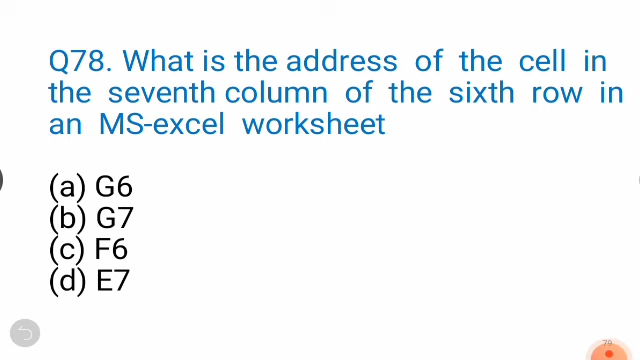 Q78. What is the address of the cell in
the seventh column of the sixth row in
an MS-excel worksheet
(a) G6
(b) G7
(c) F6
(d) E7
79